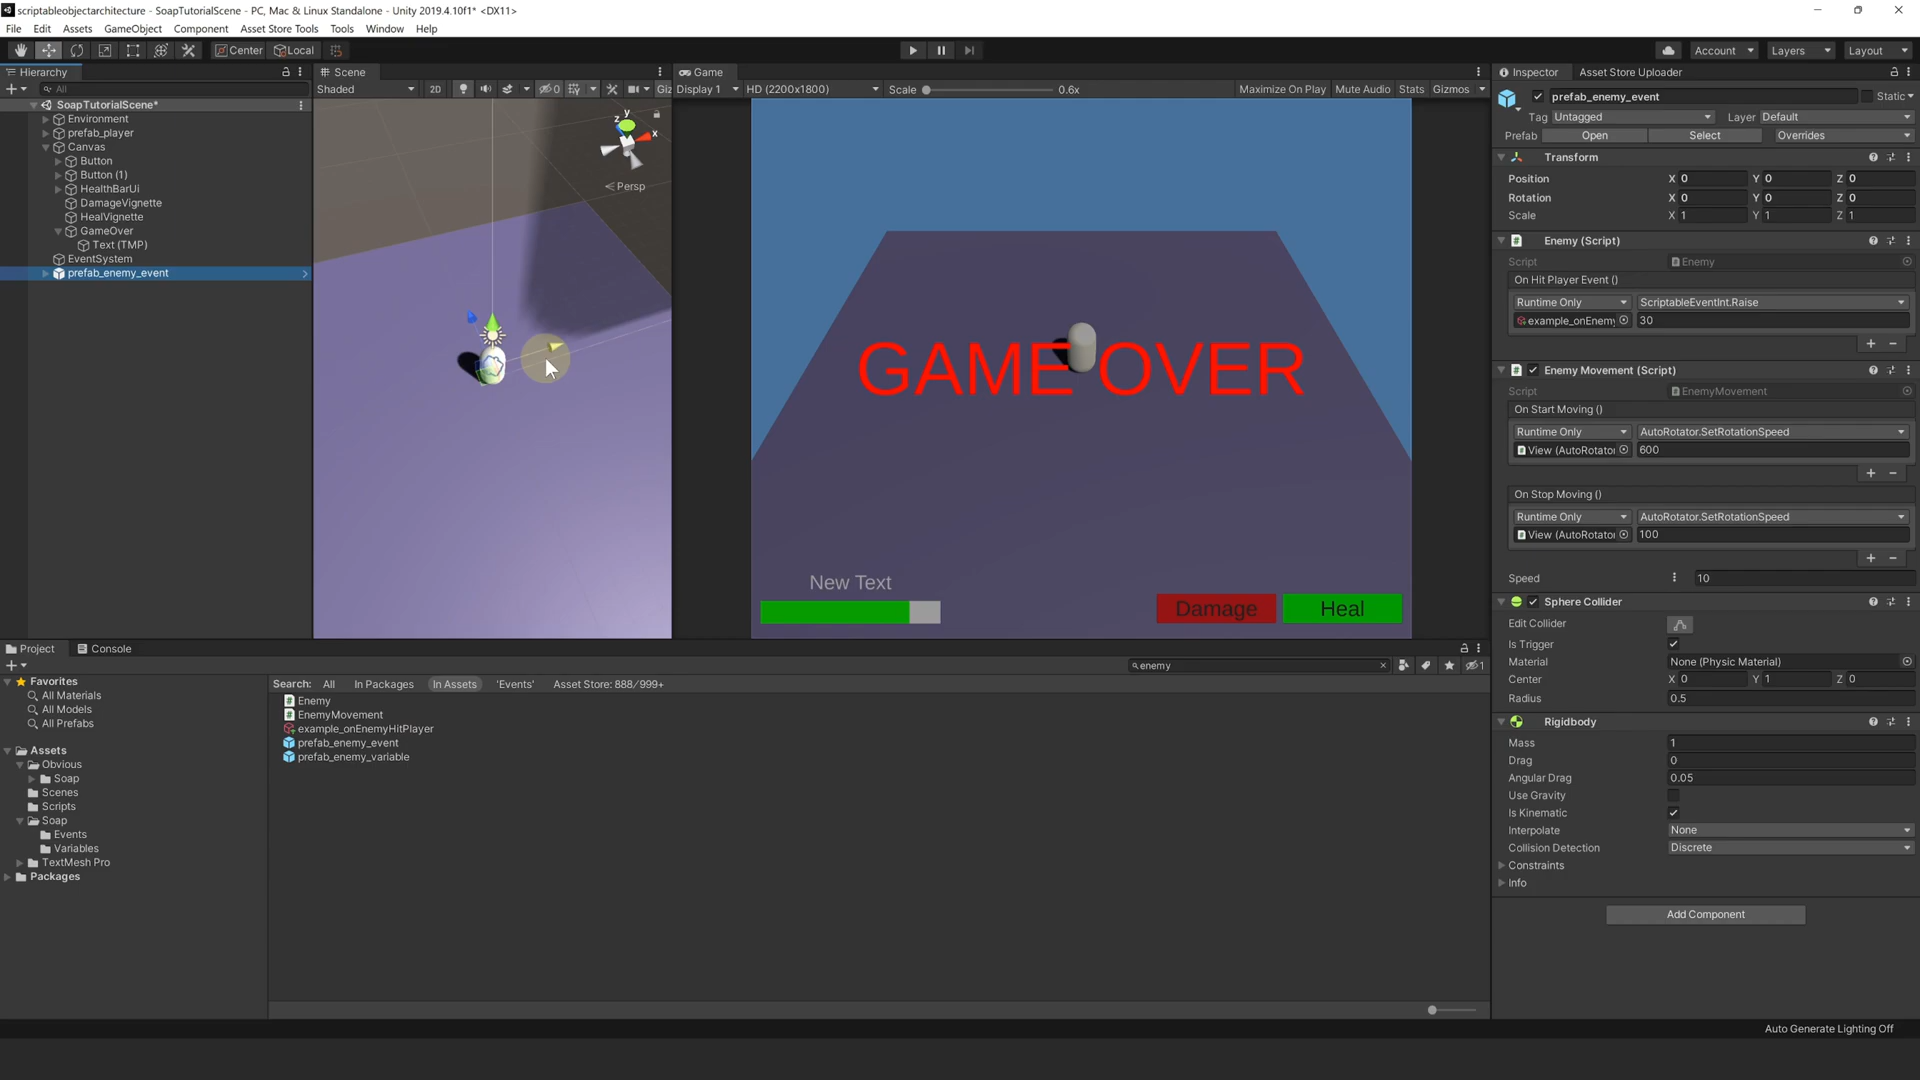 scriptableobjectarchitecture - SoapTutorialScene - PC, Mac & Linux Standalone - Unity 2019.4.10f1* <DX11>
File Edit Assets GameObject Component Asset Store Tools Tools Window Help
Center Local Account Layers Layout
Hierarchy
All
SoapTutorialScene*
Environment
prefab_player
Canvas
Button
Button (1)
HealthBarUi
DamageVignette
HealVignette
GameOver
Text (TMP)
EventSystem
prefab_enemy_event
Scene
Shaded 2D 0 Giz
y
z x
Persp
Game
Display 1 HD (2200x1800) Scale 0.6x Maximize On Play Mute Audio Stats Gizmos
GAME OVER
New Text
Damage Heal
Inspector Asset Store Uploader
prefab_enemy_event Static
Tag Untagged Layer Default
Prefab Open Select Overrides
Transform
Position X 0 Y 0 Z 0
Rotation X 0 Y 0 Z 0
Scale X 1 Y 1 Z 1
Enemy (Script)
Script Enemy
On Hit Player Event ()
Runtime Only ScriptableEventInt.Raise
example_onEnemy 30
Enemy Movement (Script)
Script EnemyMovement
On Start Moving ()
Runtime Only AutoRotator.SetRotationSpeed
View (AutoRotator 600
On Stop Moving ()
Runtime Only AutoRotator.SetRotationSpeed
View (AutoRotator 100
Speed 10
Sphere Collider
Edit Collider
Is Trigger
Material None (Physic Material)
Center X 0 Y 1 Z 0
Radius 0.5
Rigidbody
Mass 1
Drag 0
Angular Drag 0.05
Use Gravity
Is Kinematic
Interpolate None
Collision Detection Discrete
Constraints
Info
Add Component
Project Console
enemy 1
Favorites
All Materials
All Models
All Prefabs
Assets
Obvious
Soap
Scenes
Scripts
Soap
Events
Variables
TextMesh Pro
Packages
Search: All In Packages In Assets 'Events' Asset Store: 888/999+
Enemy
EnemyMovement
example_onEnemyHitPlayer
prefab_enemy_event
prefab_enemy_variable
Auto Generate Lighting Off